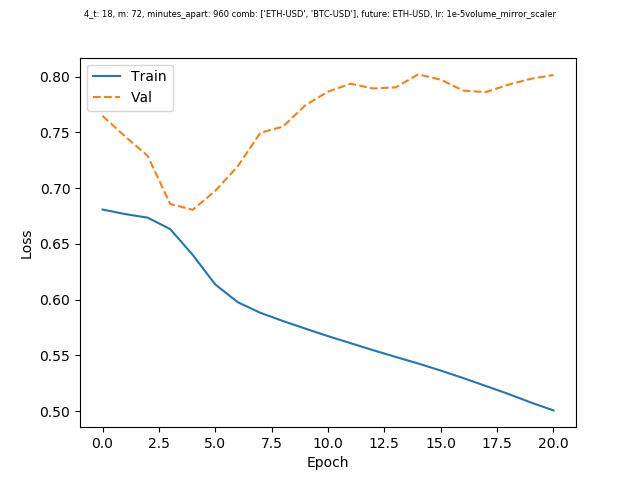 4_t: 18, m: 72, minutes_apart: 960 comb: ['ETH-USD', 'BTC-USD'], future: ETH-USD, lr: 1e-5volume_mirror_scaler
Train
Val
0.80
0.75
0.70
0.65
0.60
0.55
0.50
Loss
0.0 2.5 5.0 7.5 10.0 12.5 15.0 17.5 20.0
Epoch